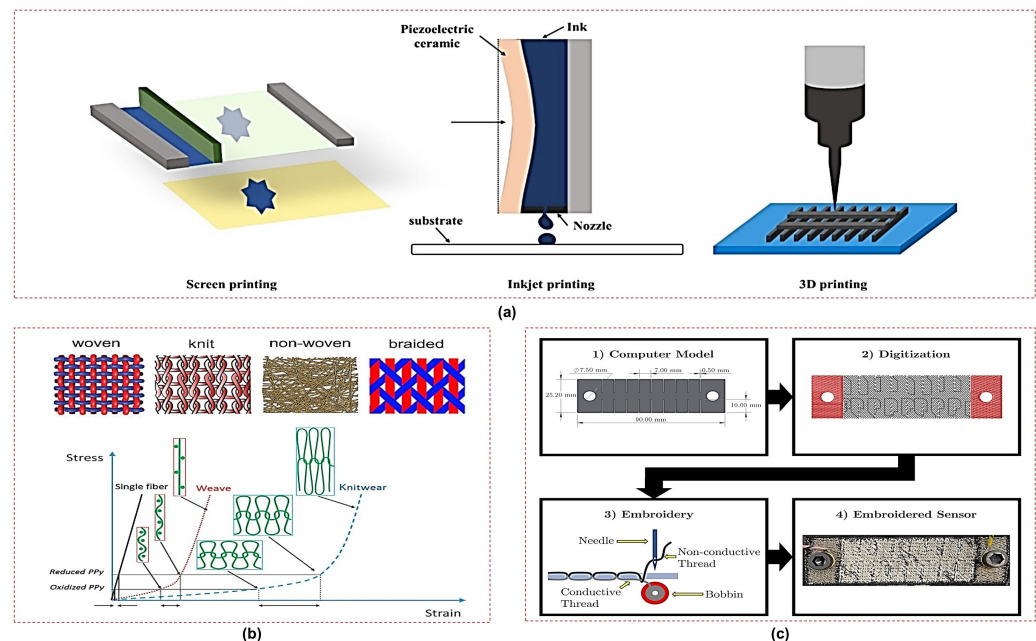 Piezoelectric
ceramic
Ink
substrate
Nozzle
Screen printing
Inkjet printing
3D printing
(a)
woven
knit
non-woven
braided
Stress
Single fiber
Weave
Knitwear
Reduced PPy
Oxidized PPy
Strain
(b)
1) Computer Model
∅7.50 mm
7.00 mm
0.50 mm
25.20 mm
10.00 mm
90.00 mm
2) Digitization
3) Embroidery
Needle
Non-conductive
Thread
Conductive
Thread
Bobbin
4) Embroidered Sensor
(c)